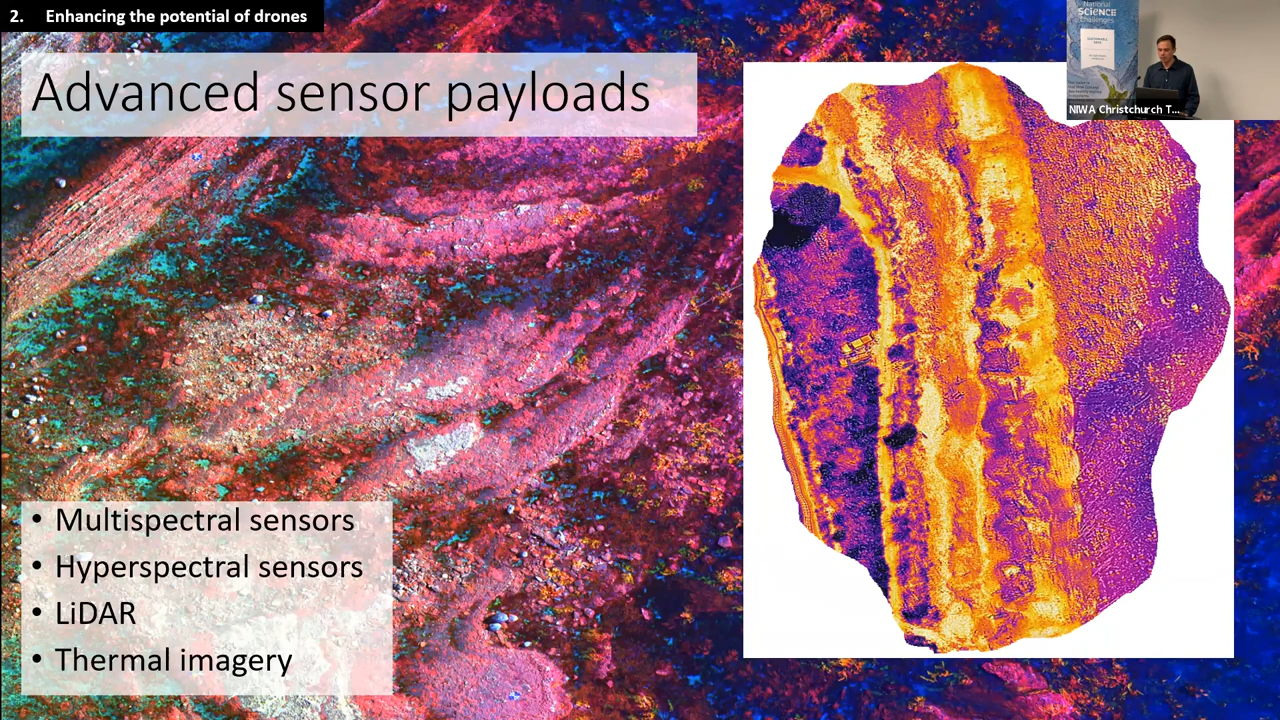 2. Enhancing the potential of drones
Advanced sensor payloads
National
SCIENCE
Challenges
NIWA Christchurch T...
• Multispectral sensors
• Hyperspectral sensors
• LiDAR
• Thermal imagery